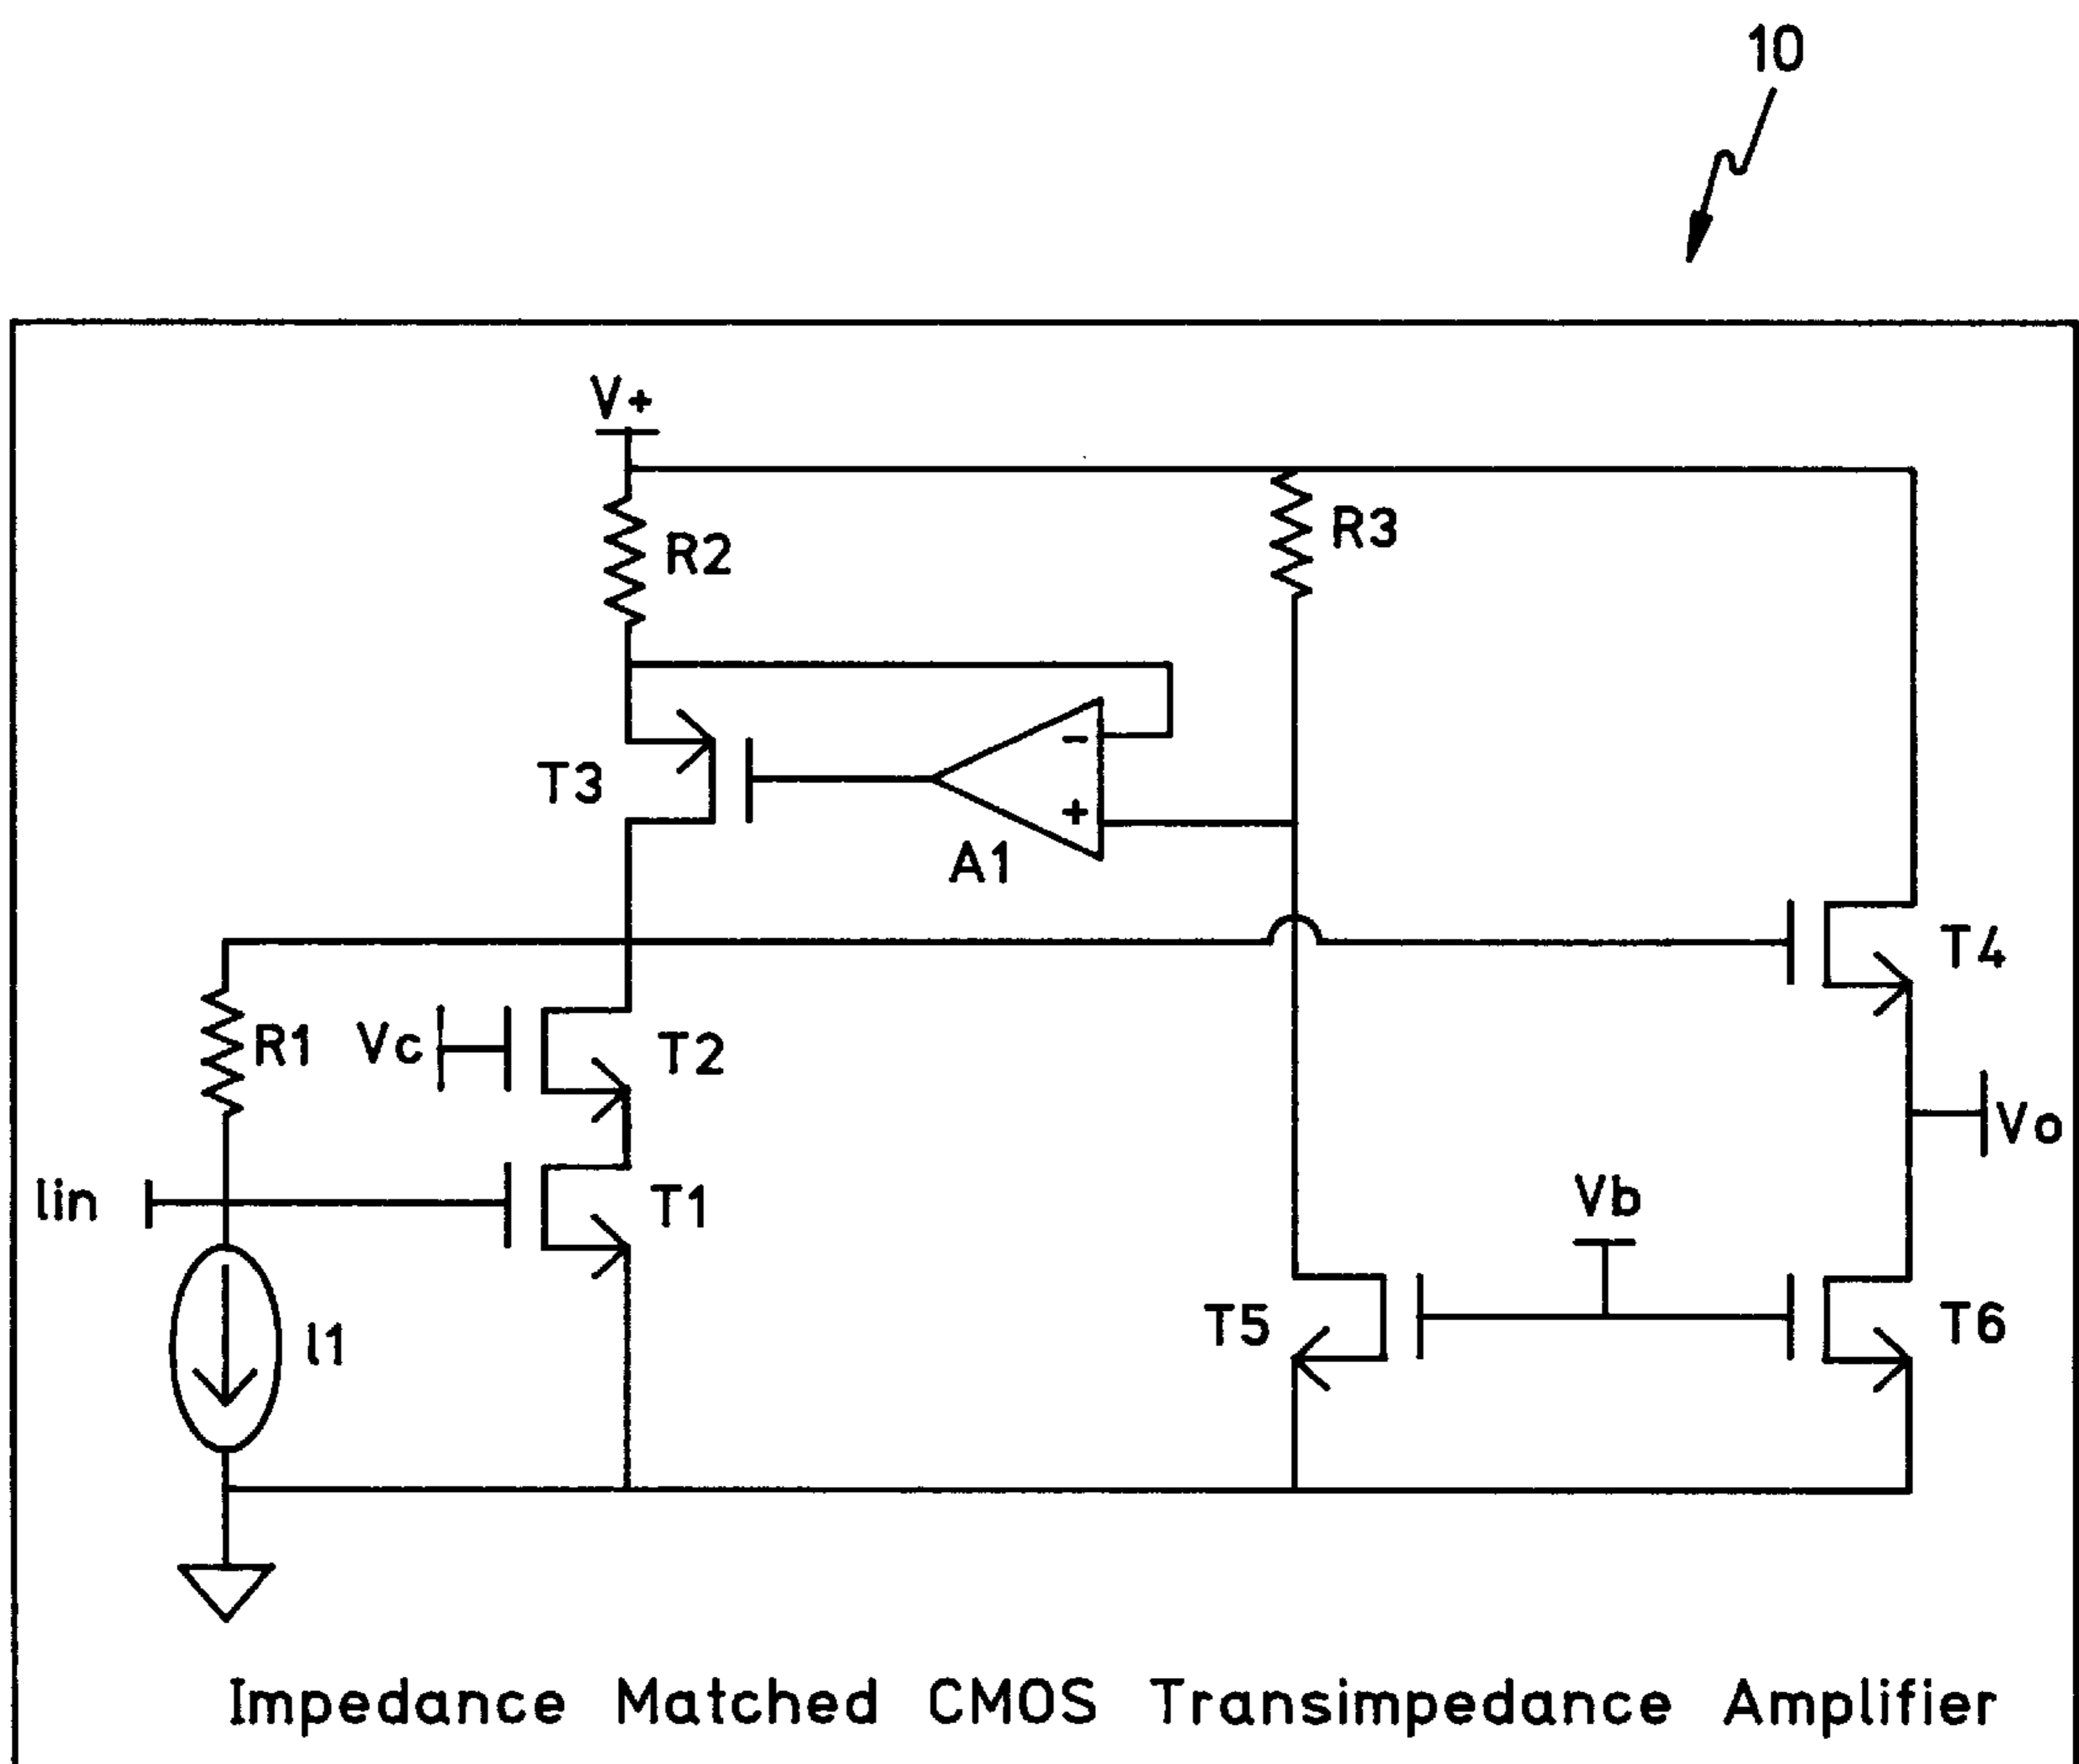 10
V+
R2
R3
-
T3
+
A1
T4
R1
Vc
T2
Vo
Iin
T1
Vb
I1
T5
T6
Impedance Matched CMOS Transimpedance Amplifier